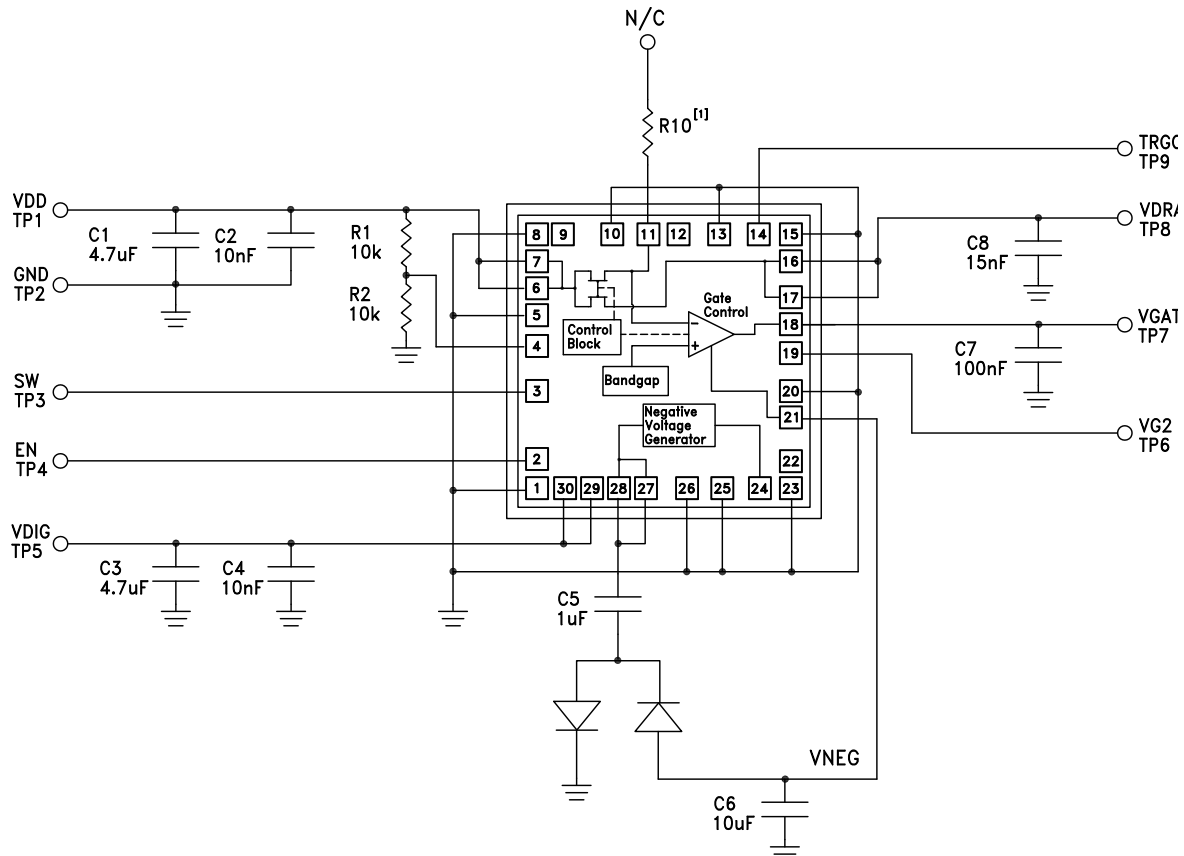 N/C
R10[1]
TRGO
TP9
VDD
TP1
C1
4.7uF
C2
10nF
R1
10k
GND
TP2
R2
10k
8
9
10
11
12
13
14
15
7
6
5
4
3
2
1
16
17
18
19
20
21
22
23
30
29
28
27
26
25
24
Gate
Control
Control
Block
Bandgap
Negative
Voltage
Generator
−
+
VDRA
TP8
C8
15nF
VGAT
TP7
C7
100nF
VG2
TP6
SW
TP3
EN
TP4
VDIG
TP5
C3
4.7uF
C4
10nF
C5
1uF
VNEG
C6
10uF